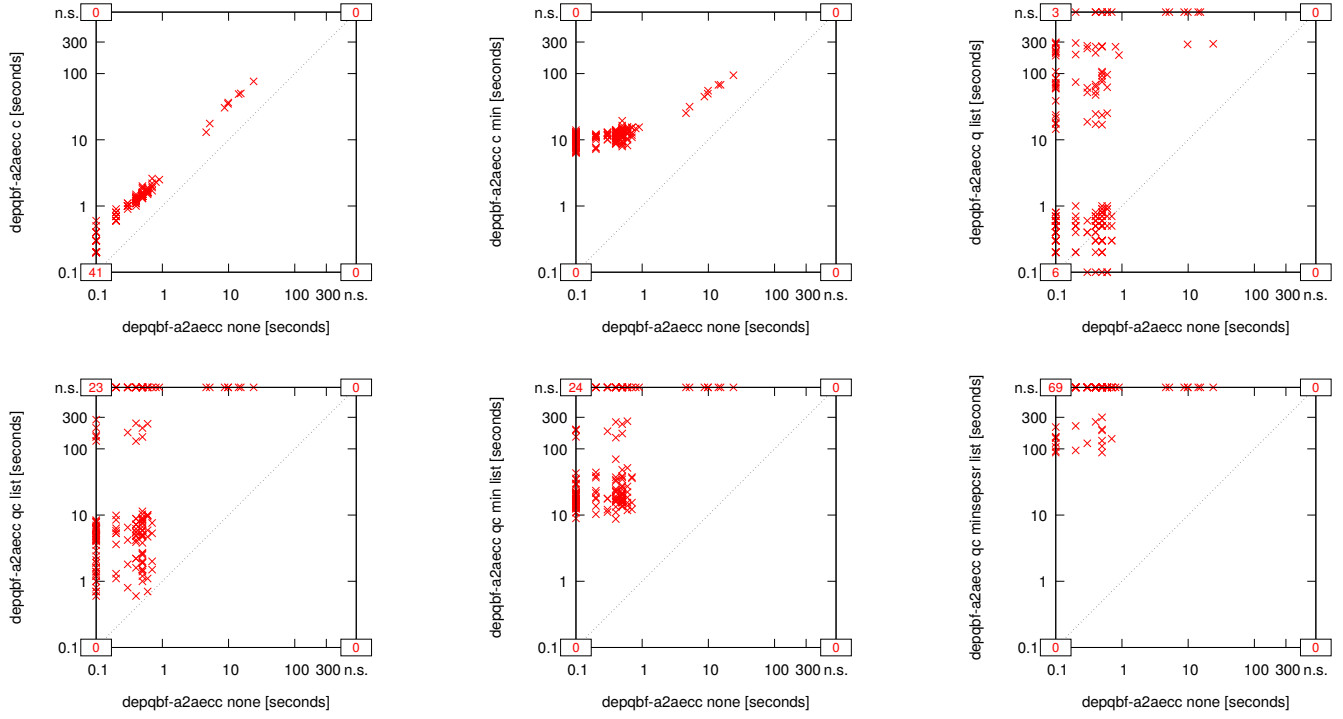 n.s. 0 0
300
100
10
1
0.1 41 0
0.1 1 10 100 300 n.s.
depqbf-a2aecc c [seconds]
depqbf-a2aecc none [seconds]
n.s. 0 0
300
100
10
1
0.1 0 0
0.1 1 10 100 300 n.s.
depqbf-a2aecc c min [seconds]
depqbf-a2aecc none [seconds]
n.s. 3 0
300
100
10
1
0.1 6 0
0.1 1 10 100 300 n.s.
depqbf-a2aecc q list [seconds]
depqbf-a2aecc none [seconds]
n.s. 23 0
300
100
10
1
0.1 0 0
0.1 1 10 100 300 n.s.
depqbf-a2aecc qc list [seconds]
depqbf-a2aecc none [seconds]
n.s. 24 0
300
100
10
1
0.1 0 0
0.1 1 10 100 300 n.s.
depqbf-a2aecc qc min list [seconds]
depqbf-a2aecc none [seconds]
n.s. 69 0
300
100
10
1
0.1 0 0
0.1 1 10 100 300 n.s.
depqbf-a2aecc qc minsepcsr list [seconds]
depqbf-a2aecc none [seconds]